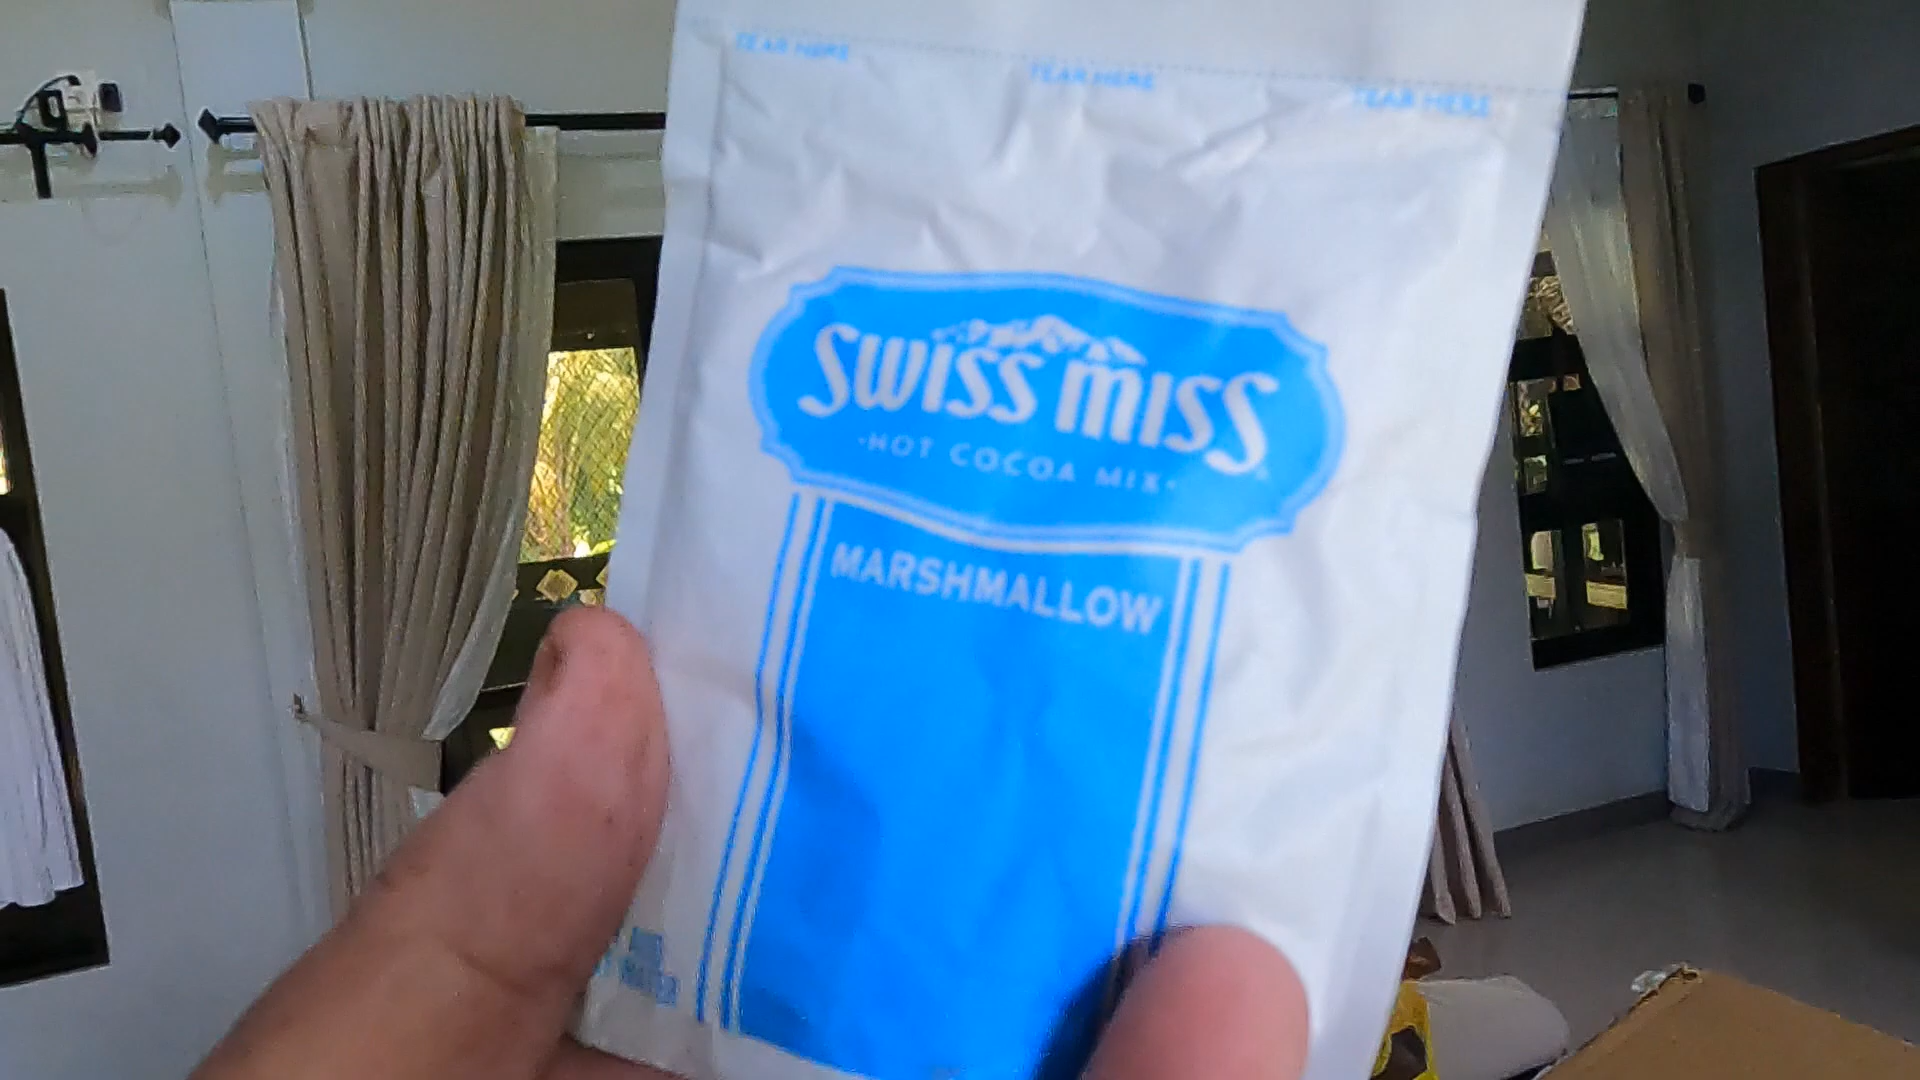 TEAR HERE TEAR HERE TEAR HERE
SWISS MISS
·HOT COCOA MIX·
MARSHMALLOW